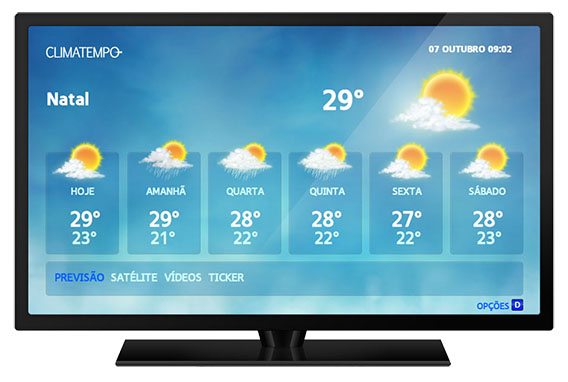 CLIMATEMPO
07 OUTUBRO 09:02
Natal
29°
HOJE AMANHÃ QUARTA QUINTA SEXTA SÁBADO
29° 29° 28° 28° 27° 28°
23° 21° 22° 22° 22° 23°
PREVISÃO SATÉLITE VÍDEOS TICKER
OPÇÕES D